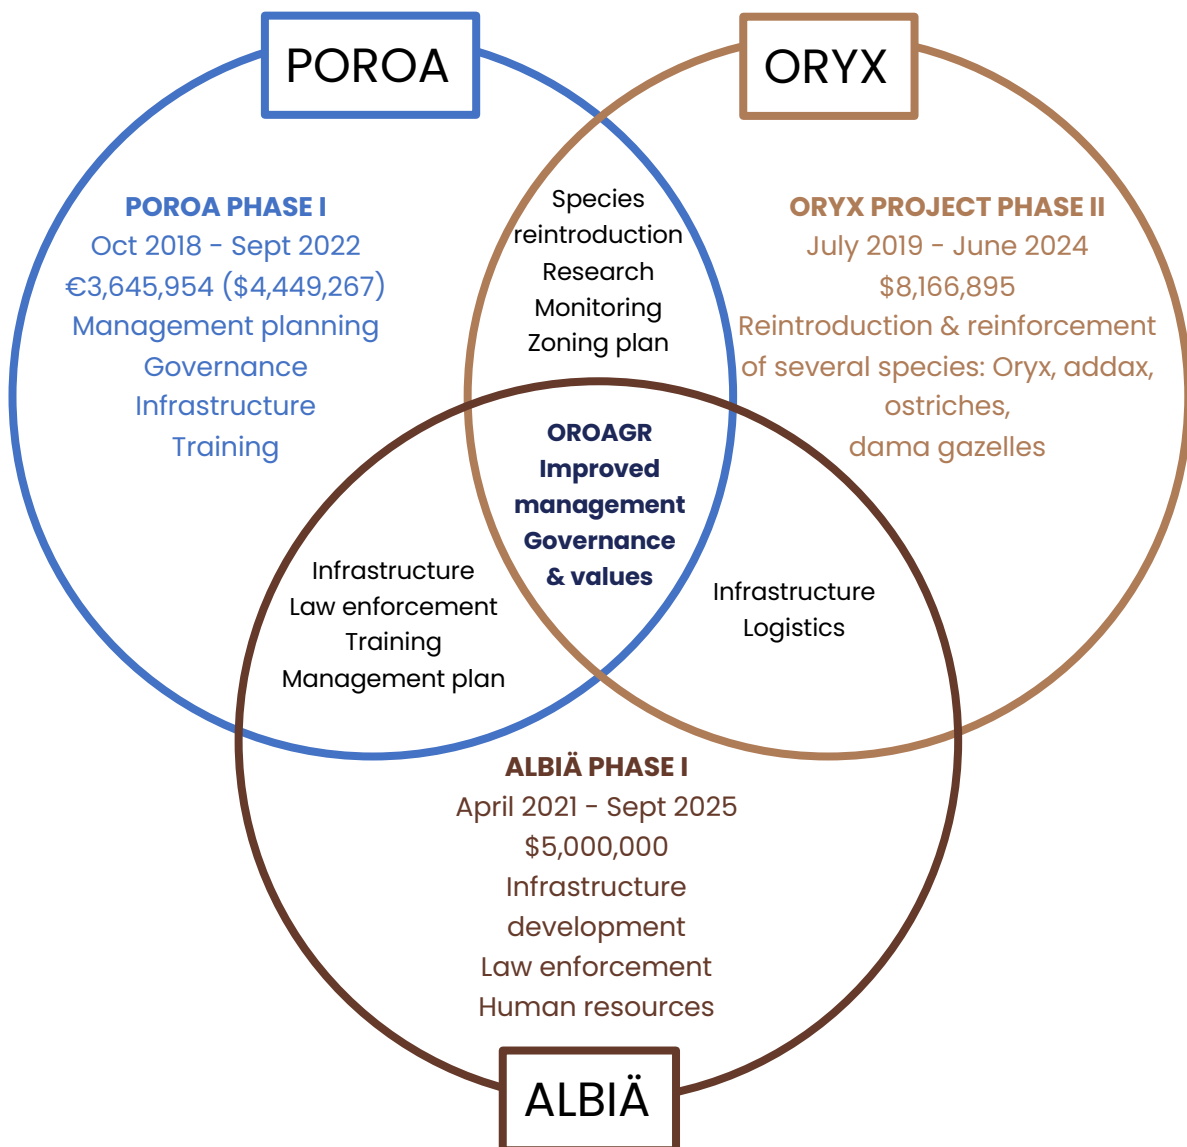 POROA
ORYX
POROA PHASE I
Oct 2018 - Sept 2022
€3,645,954 ($4,449,267)
Management planning
Governance
Infrastructure
Training
Species
reintroduction
Research
Monitoring
Zoning plan
ORYX PROJECT PHASE II
July 2019 - June 2024
$8,166,895
Reintroduction & reinforcement
of several species: Oryx, addax,
ostriches,
dama gazelles
OROAGR
Improved
management
Governance
& values
Infrastructure
Law enforcement
Training
Management plan
Infrastructure
Logistics
ALBIÄ PHASE I
April 2021 - Sept 2025
$5,000,000
Infrastructure
development
Law enforcement
Human resources
ALBIÄ